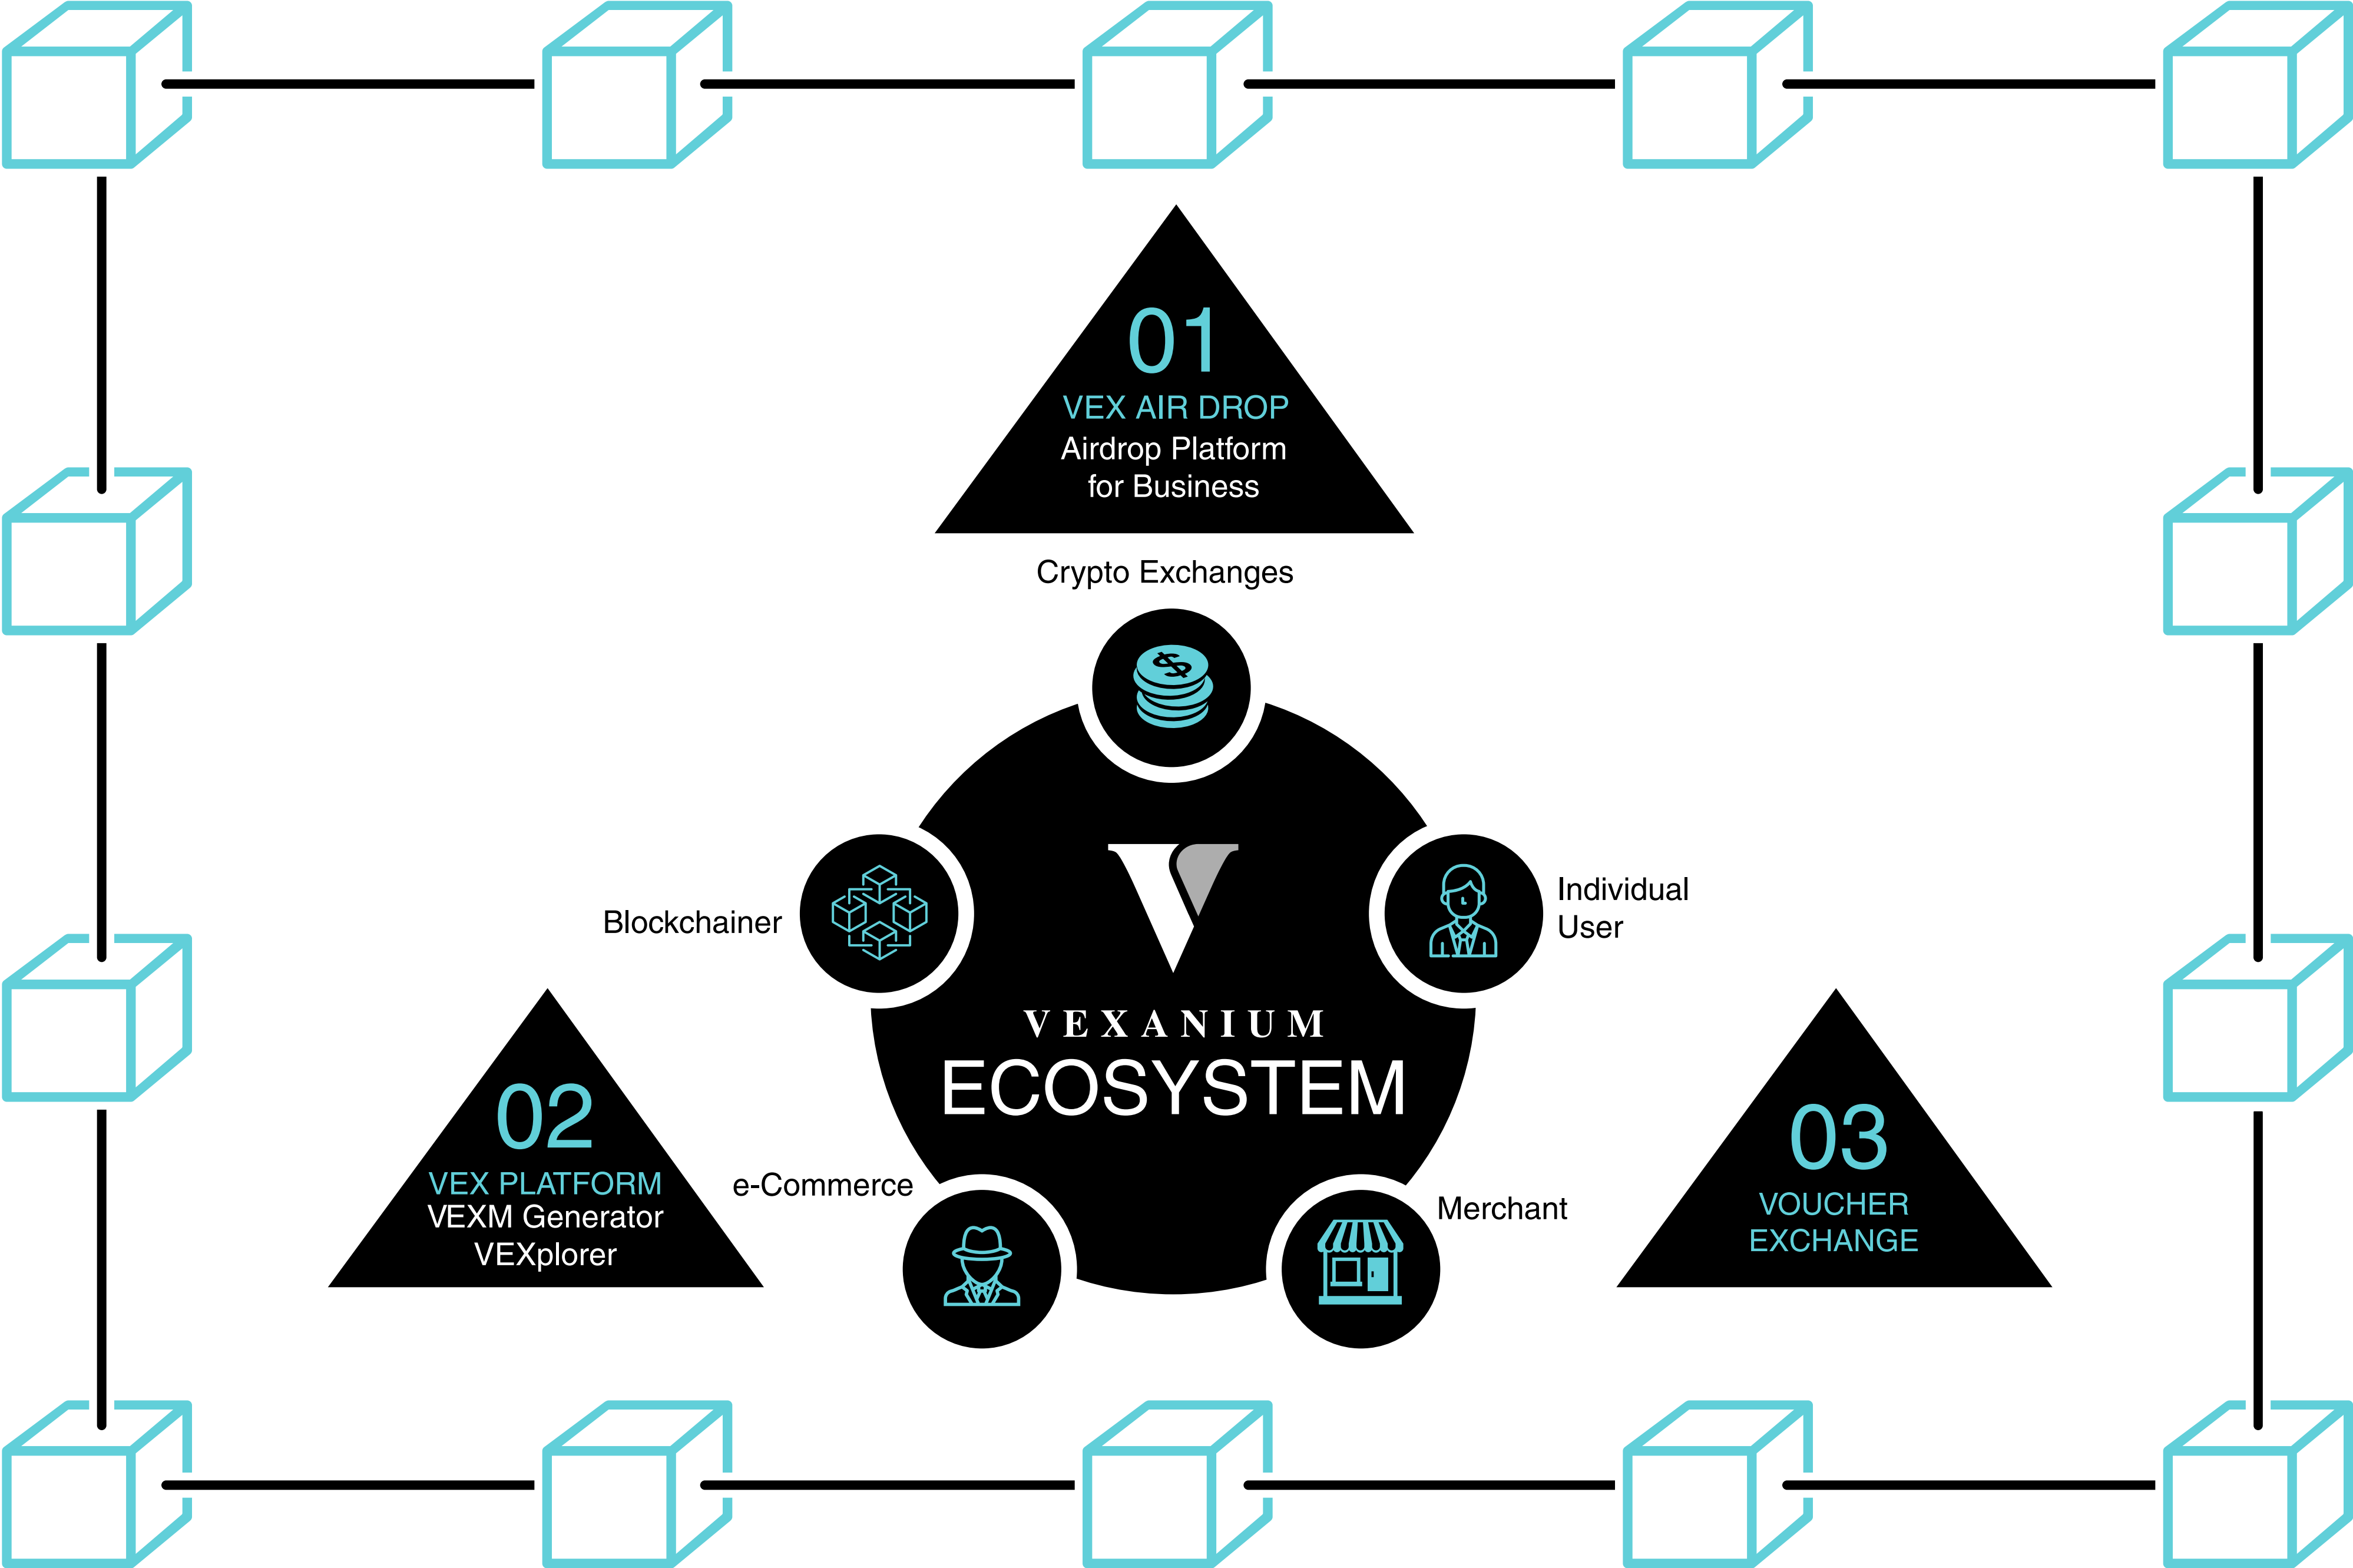 01
VEX AIR DROP
Airdrop Platform
for Business
Crypto Exchanges
Blockchainer
Individual
User
VEXANIUM
ECOSYSTEM
02
VEX PLATFORM
VEXM Generator
VEXplorer
e-Commerce
Merchant
03
VOUCHER
EXCHANGE